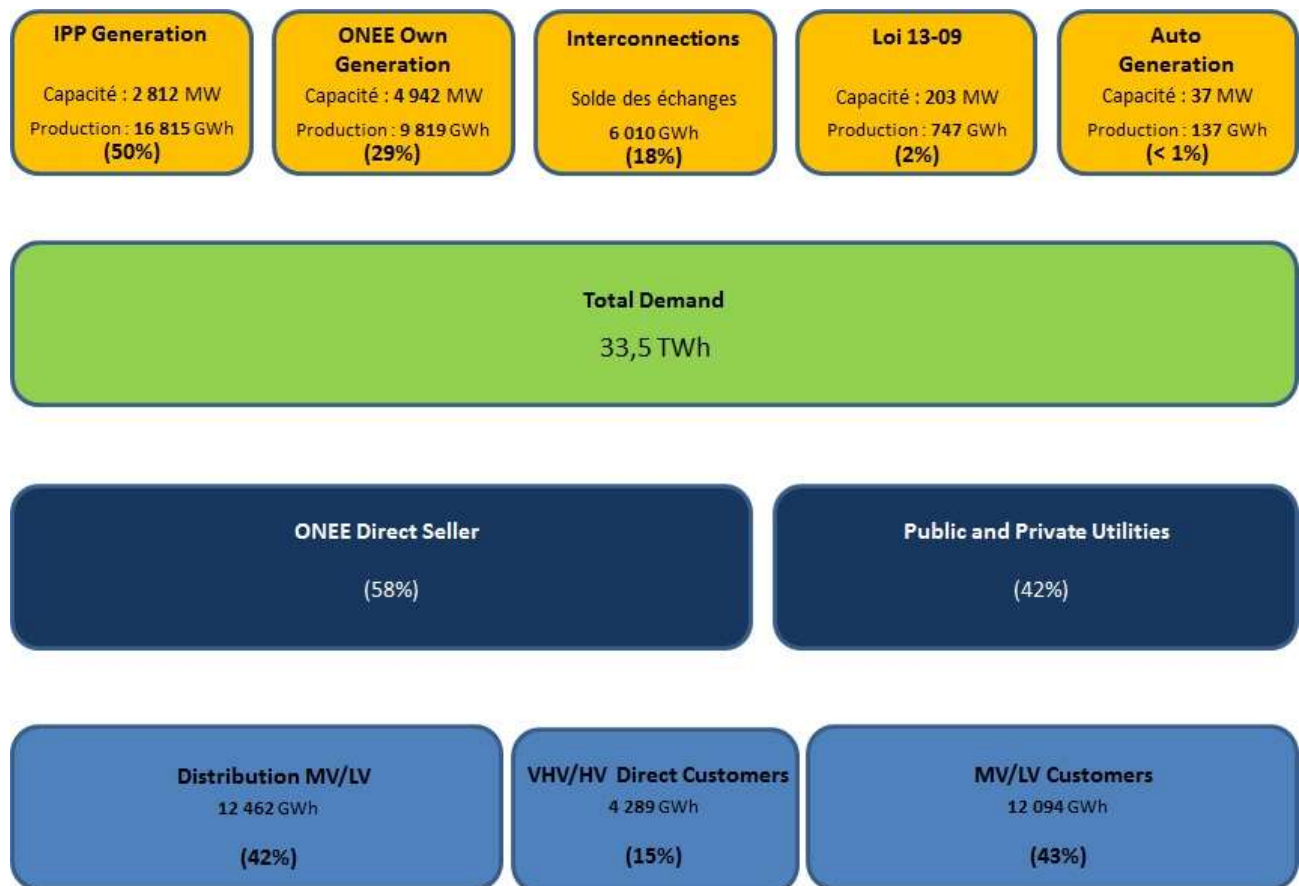 IPP Generation
Capacité : 2 812 MW
Production : 16 815 GWh
(50%)
ONEE Own
Generation
Capacité : 4 942 MW
Production : 9 819 GWh
(29%)
Interconnections
Solde des échanges
6 010 GWh
(18%)
Loi 13-09
Capacité : 203 MW
Production : 747 GWh
(2%)
Auto
Generation
Capacité : 37 MW
Production : 137 GWh
(< 1%)
Total Demand
33,5 TWh
ONEE Direct Seller
(58%)
Public and Private Utilities
(42%)
Distribution MV/LV
12 462 GWh
(42%)
VHV/HV Direct Customers
4 289 GWh
(15%)
MV/LV Customers
12 094 GWh
(43%)